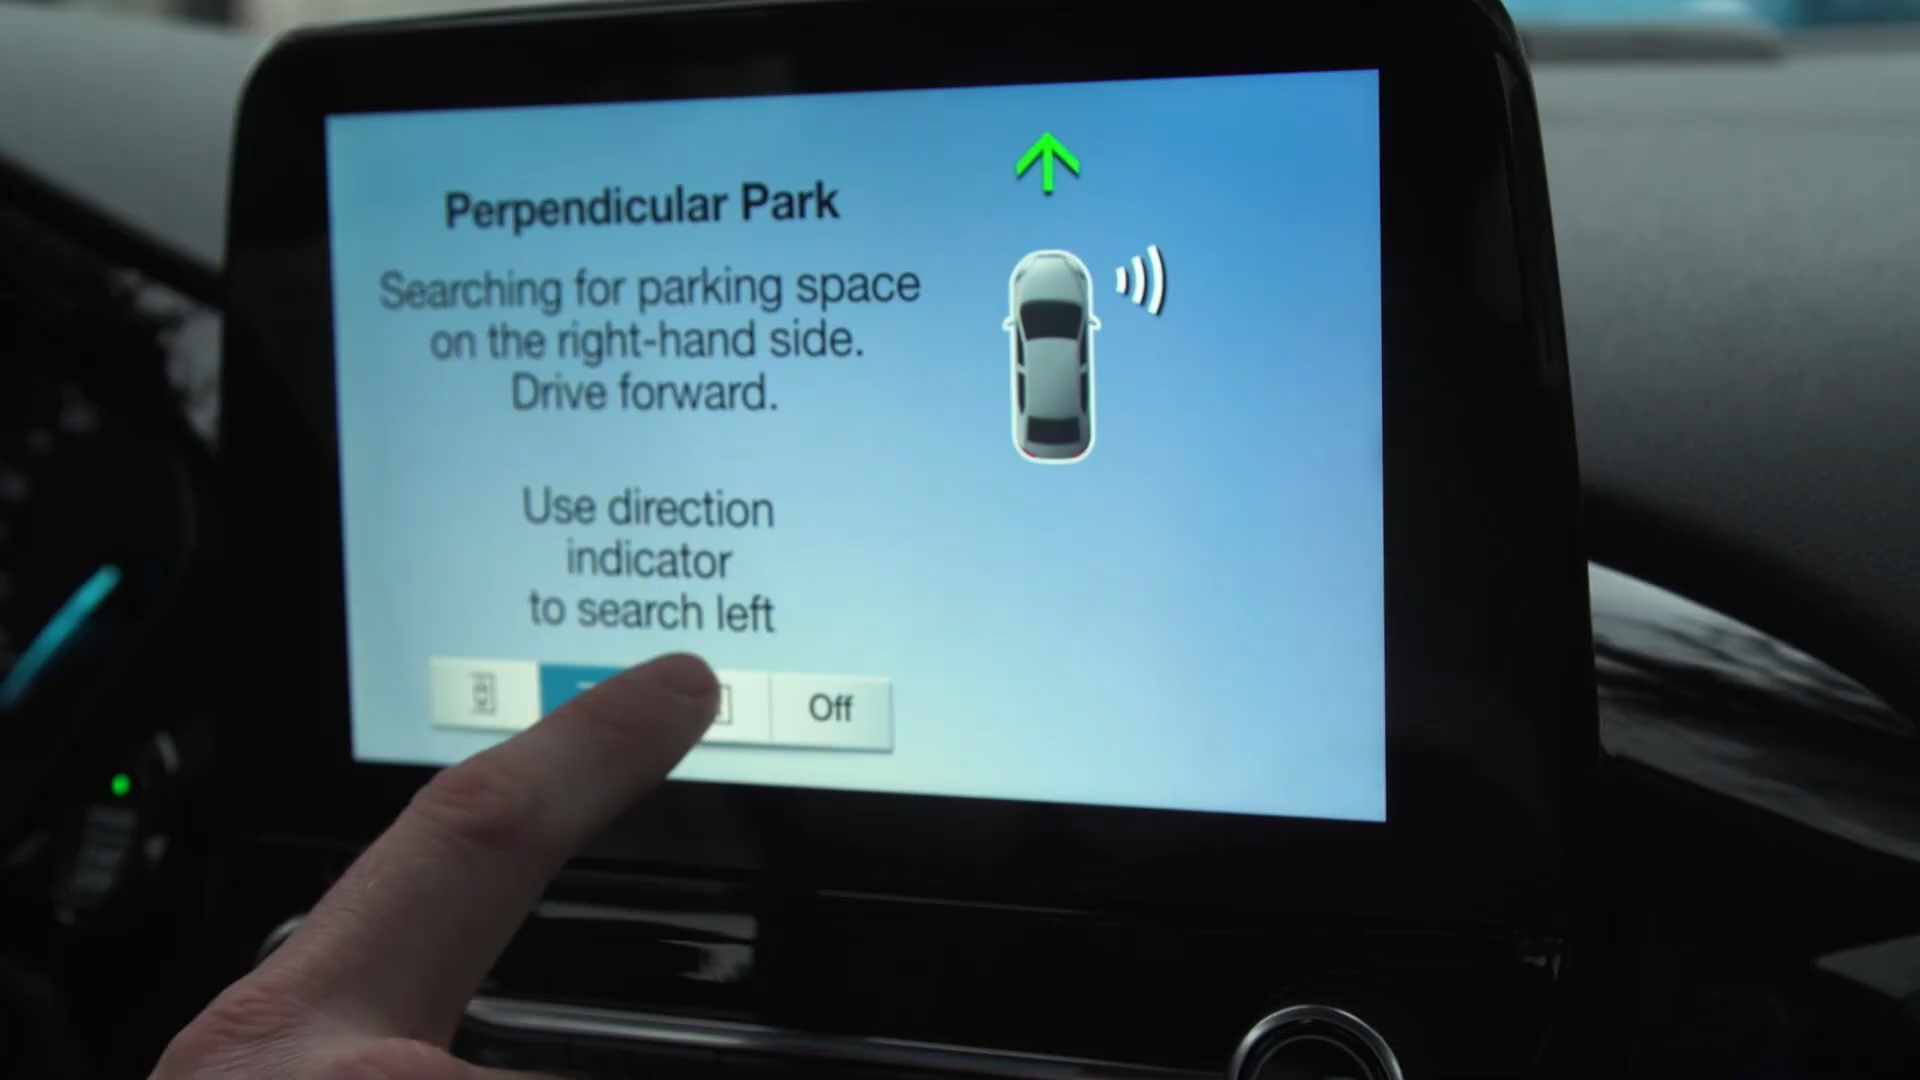 Perpendicular Park
Searching for parking space
on the right-hand side.
Drive forward.
Use direction
indicator
to search left
Off